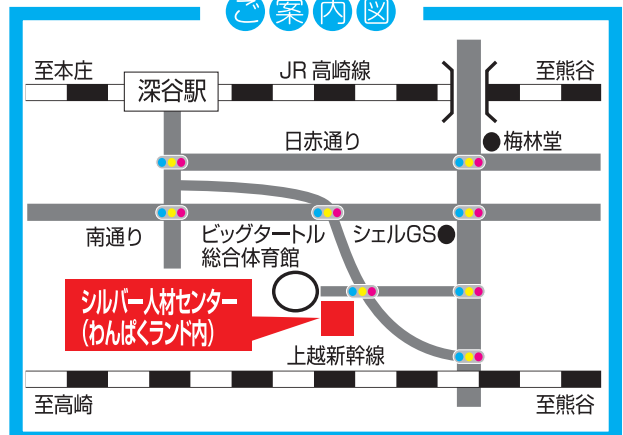 ご案内図
至本庄
JR高崎線
至熊谷
深谷駅
日赤通り
梅林堂
南通り
ビッグタートル
総合体育館
シェルGS
シルバー人材センター
(わんぱくランド内)
上越新幹線
至高崎
至熊谷